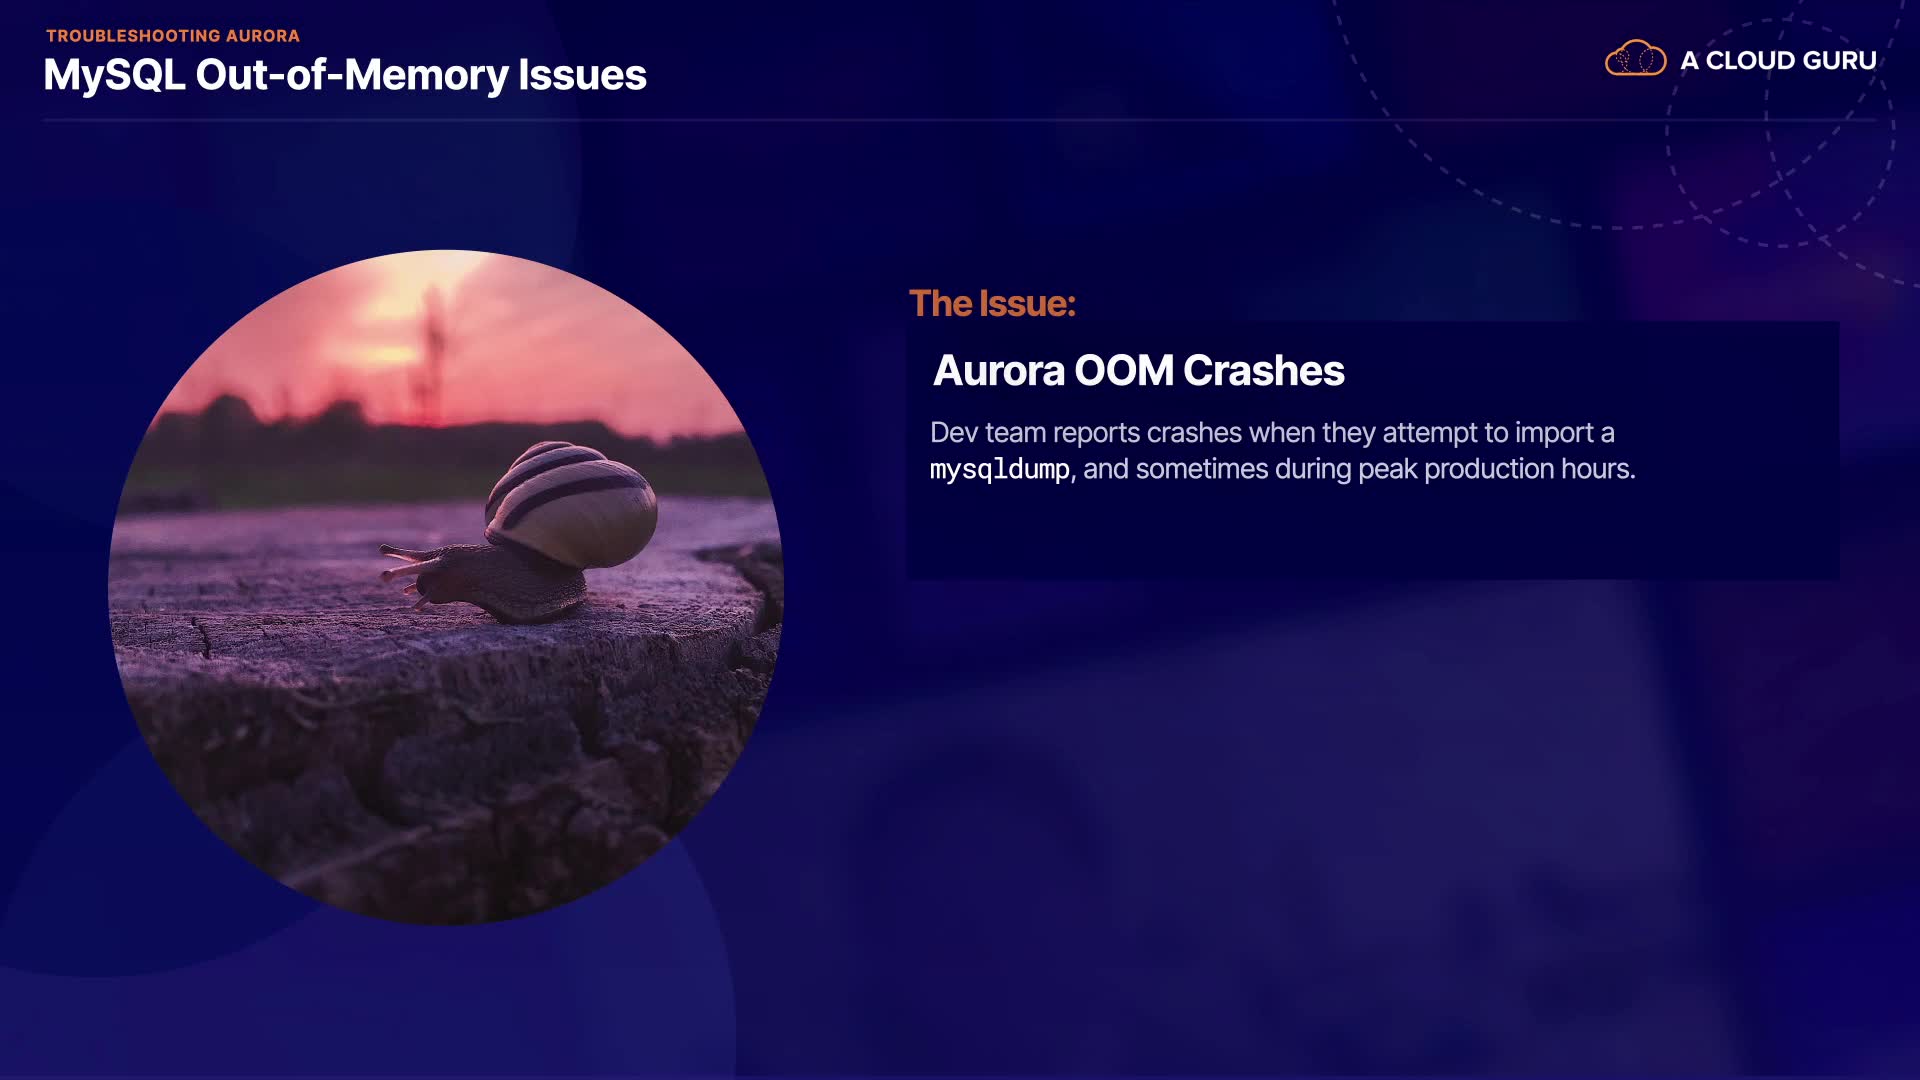 TROUBLESHOOTING AURORA
MySQL Out-of-Memory Issues
A CLOUD GURU
The Issue:
Aurora OOM Crashes
Dev team reports crashes when they attempt to import a
mysqldump, and sometimes during peak production hours.